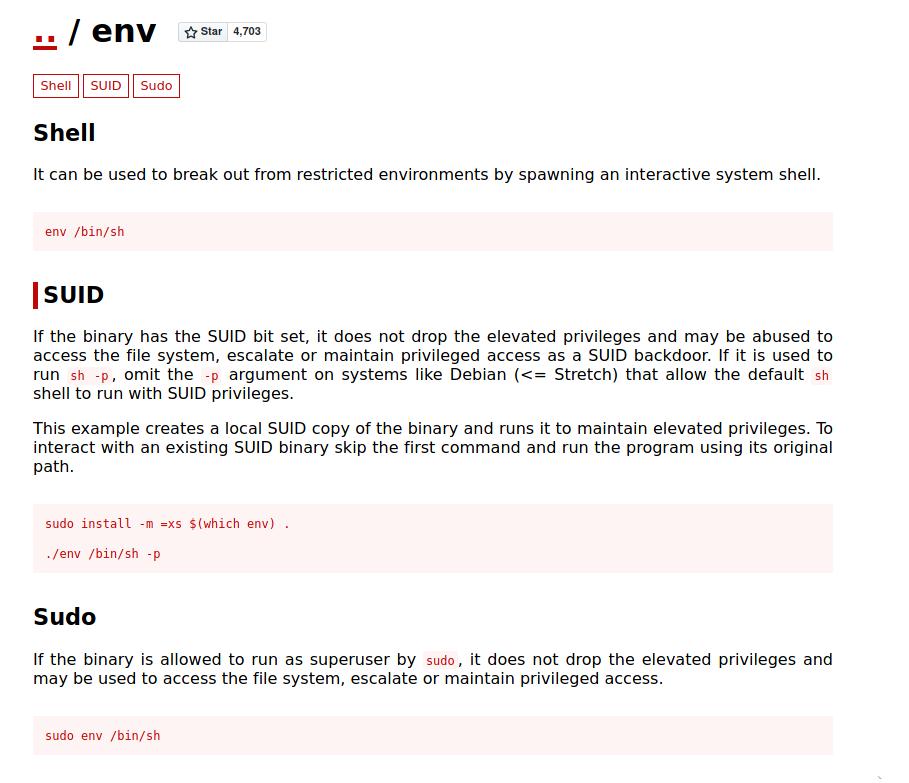 .. / env Star 4,703
Shell SUID Sudo
Shell
It can be used to break out from restricted environments by spawning an interactive system shell.
env /bin/sh
SUID
If the binary has the SUID bit set, it does not drop the elevated privileges and may be abused to
access the file system, escalate or maintain privileged access as a SUID backdoor. If it is used to
run sh -p, omit the -p argument on systems like Debian (<= Stretch) that allow the default sh
shell to run with SUID privileges.
This example creates a local SUID copy of the binary and runs it to maintain elevated privileges. To
interact with an existing SUID binary skip the first command and run the program using its original
path.
sudo install -m =xs $(which env) .
./env /bin/sh -p
Sudo
If the binary is allowed to run as superuser by sudo, it does not drop the elevated privileges and
may be used to access the file system, escalate or maintain privileged access.
sudo env /bin/sh